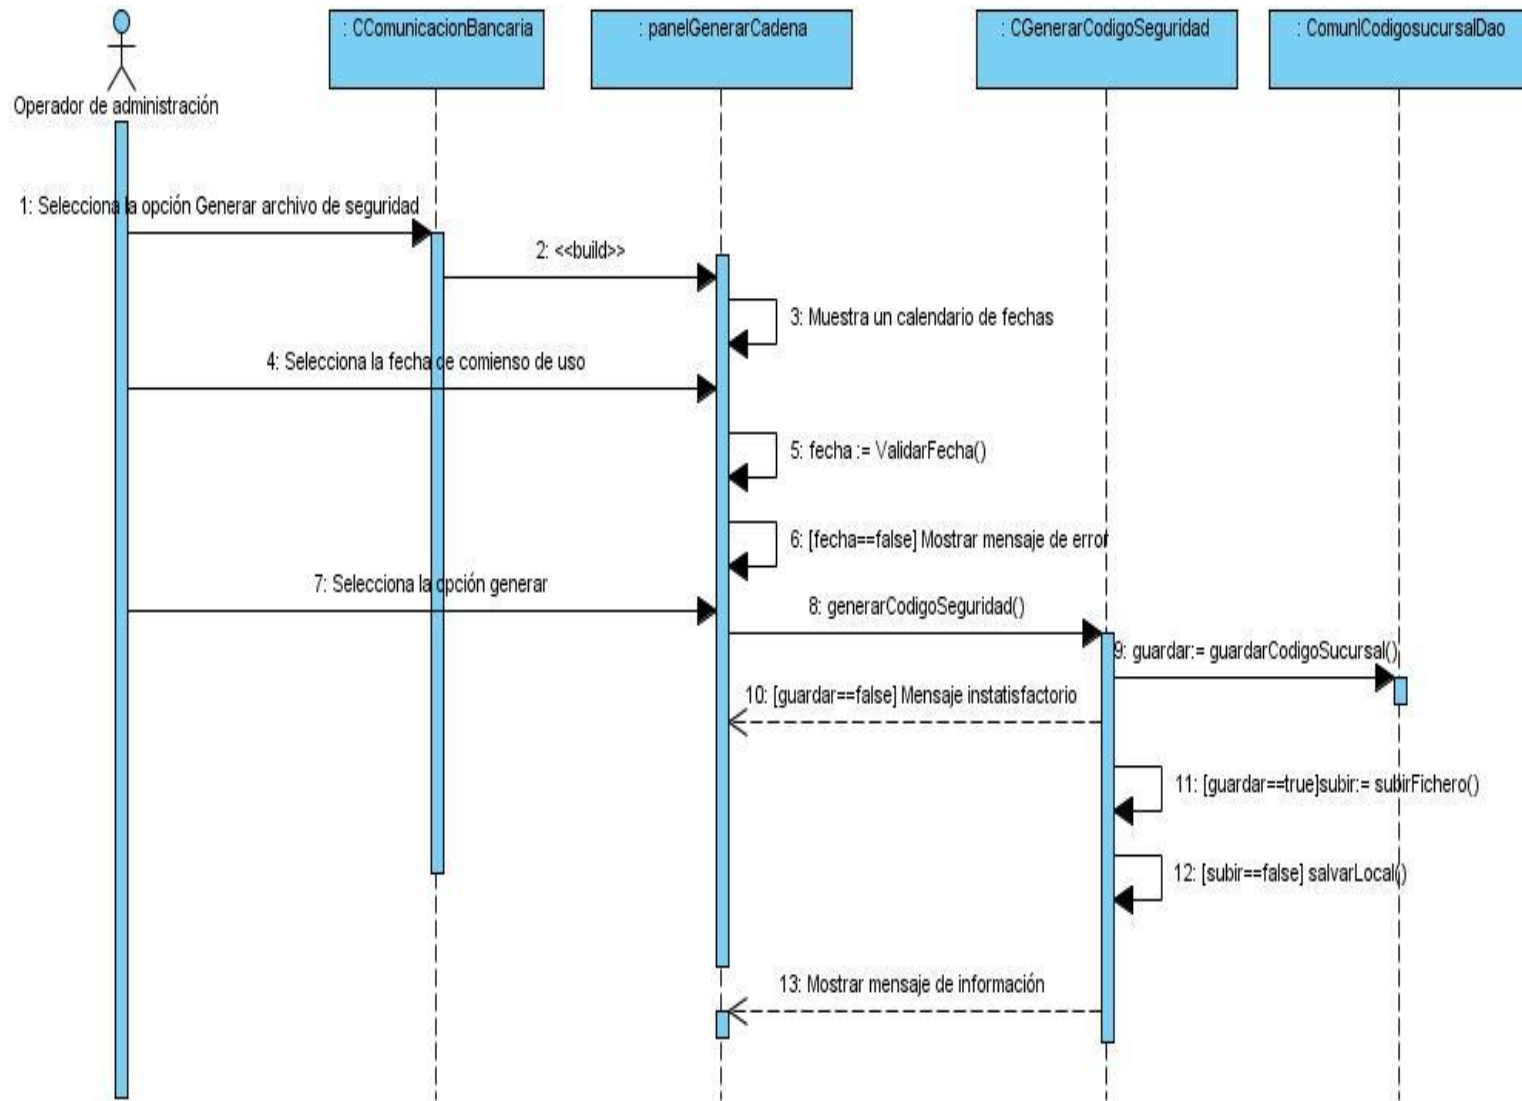 : CComunicacionBancaria
: panelGenerarCadena
: CGenerarCodigoSeguridad
: ComunICodigosucursalDao
Operador de administración
1: Selecciona la opción Generar archivo de seguridad
2: <<build>>
3: Muestra un calendario de fechas
4: Selecciona la fecha de comienso de uso
5: fecha := ValidarFecha()
6: [fecha==false] Mostrar mensaje de error
7: Selecciona la opción generar
8: generarCodigoSeguridad()
9: guardar:= guardarCodigoSucursal()
10: [guardar==false] Mensaje instatisfactorio
11: [guardar==true]subir:= subirFichero()
12: [subir==false] salvarLocal()
13: Mostrar mensaje de información